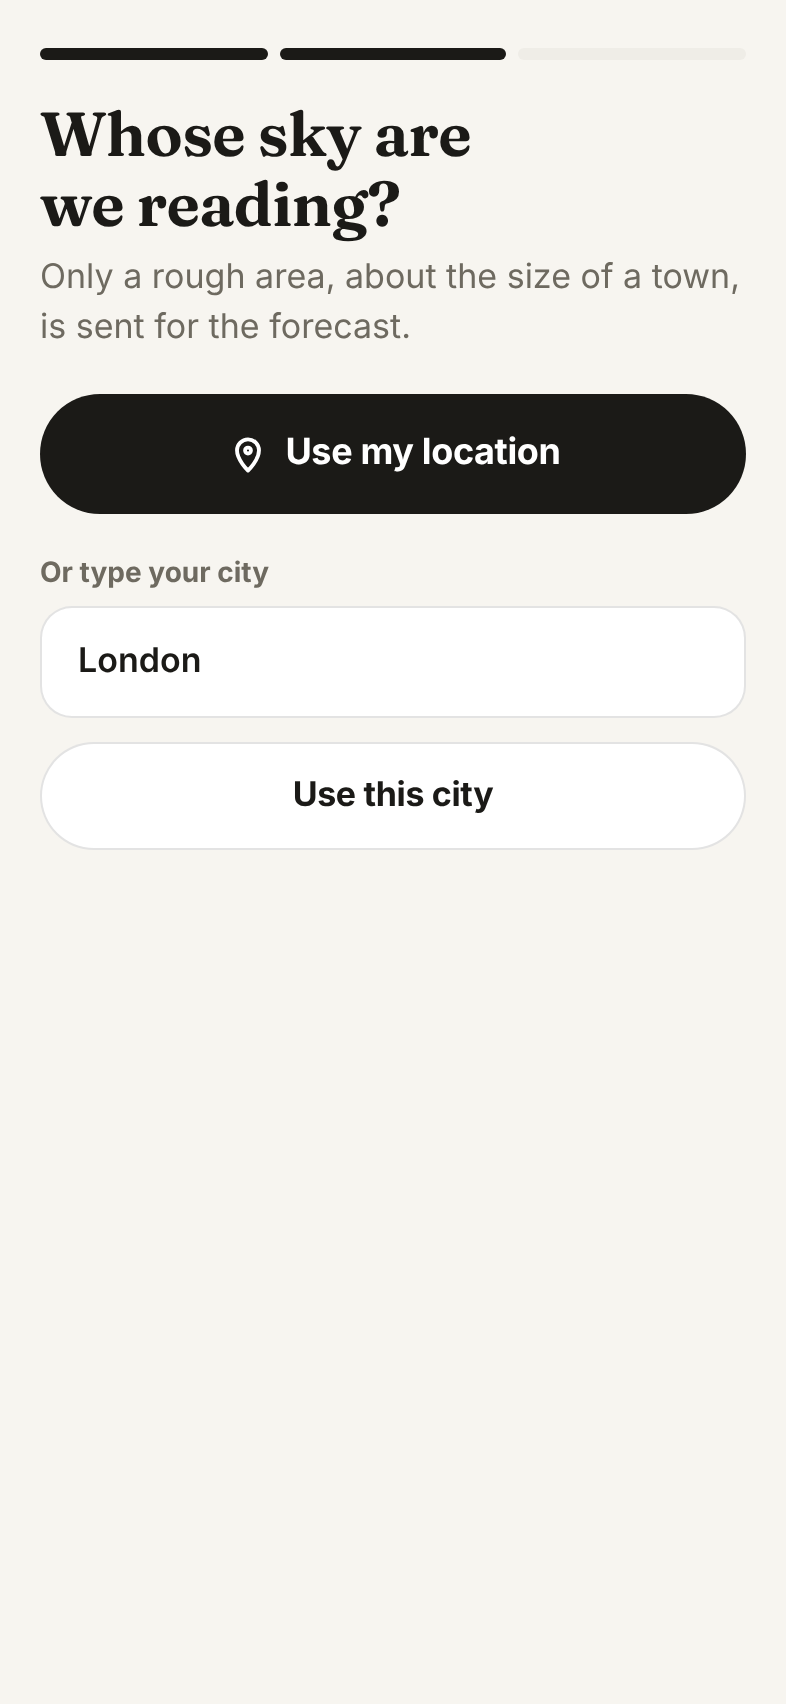 Whose sky are
we reading?
Only a rough area, about the size of a town,
is sent for the forecast.
Use my location
Or type your city
London
Use this city